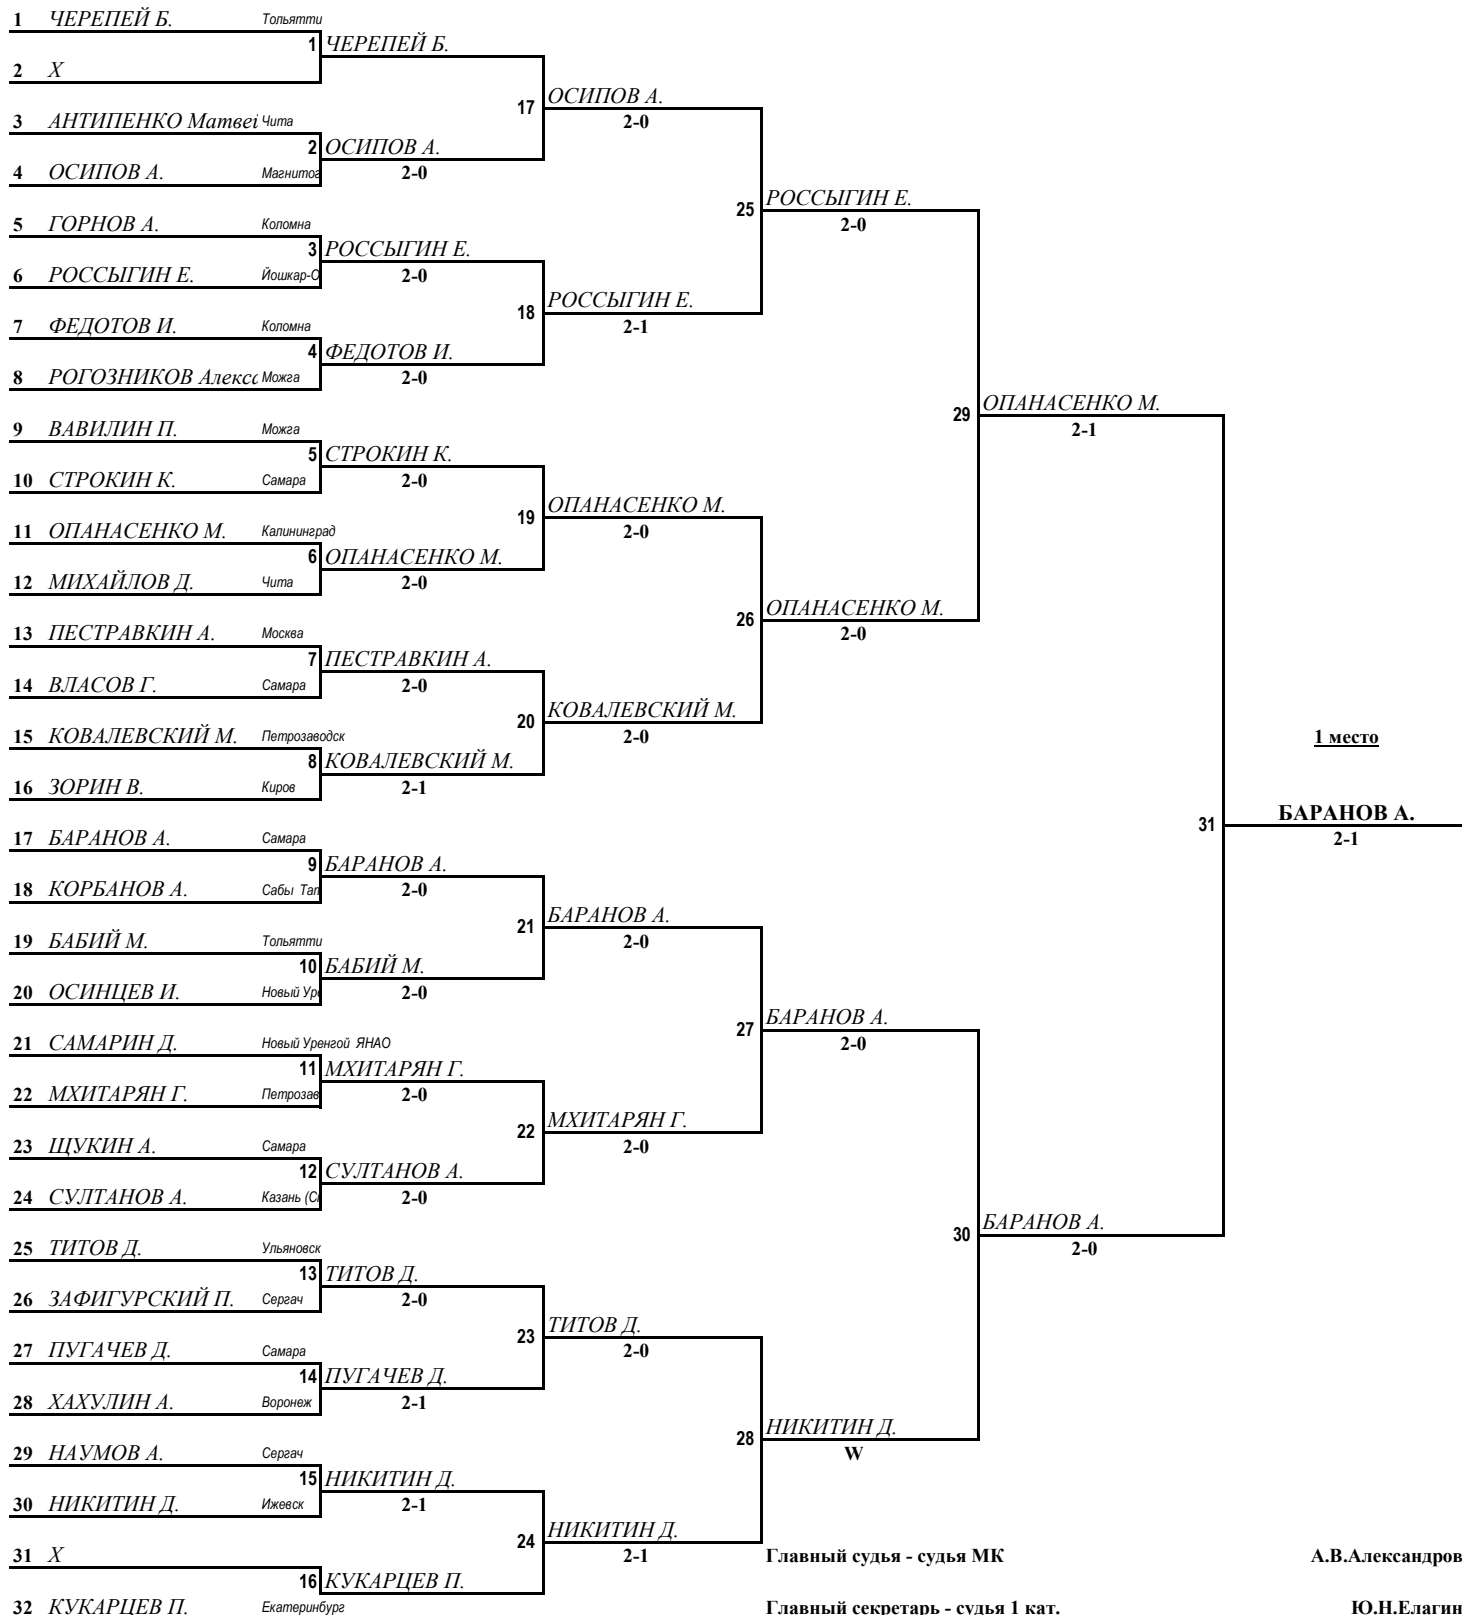 1 ЧЕРЕПЕЙ Б. Тольятти
1 ЧЕРЕПЕЙ Б.
2 X
17 ОСИПОВ А.
2-0
3 АНТИПЕНКО Матвей Чита
2 ОСИПОВ А.
2-0
4 ОСИПОВ А. Магнитог
25 РОССЫГИН Е.
2-0
5 ГОРНОВ А. Коломна
3 РОССЫГИН Е.
2-0
6 РОССЫГИН Е. Йошкар-О
18 РОССЫГИН Е.
2-1
7 ФЕДОТОВ И. Коломна
4 ФЕДОТОВ И.
2-0
8 РОГОЗНИКОВ Алекса Можга
29 ОПАНАСЕНКО М.
2-1
9 ВАВИЛИН П. Можга
5 СТРОКИН К.
2-0
10 СТРОКИН К. Самара
19 ОПАНАСЕНКО М.
2-0
11 ОПАНАСЕНКО М. Калининград
6 ОПАНАСЕНКО М.
2-0
12 МИХАЙЛОВ Д. Чита
26 ОПАНАСЕНКО М.
2-0
13 ПЕСТРАВКИН А. Москва
7 ПЕСТРАВКИН А.
2-0
14 ВЛАСОВ Г. Самара
20 КОВАЛЕВСКИЙ М.
2-0
15 КОВАЛЕВСКИЙ М. Петрозаводск
1 место
8 КОВАЛЕВСКИЙ М.
2-1
16 ЗОРИН В. Киров
31 БАРАНОВ А.
2-1
17 БАРАНОВ А. Самара
9 БАРАНОВ А.
2-0
18 КОРБАНОВ А. Сабы Тат
21 БАРАНОВ А.
2-0
19 БАБИЙ М. Тольятти
10 БАБИЙ М.
2-0
20 ОСИНЦЕВ И. Новый Уре
27 БАРАНОВ А.
2-0
21 САМАРИН Д. Новый Уренгой ЯНАО
11 МХИТАРЯН Г.
2-0
22 МХИТАРЯН Г. Петрозав
22 МХИТАРЯН Г.
2-0
23 ЩУКИН А. Самара
12 СУЛТАНОВ А.
2-0
24 СУЛТАНОВ А. Казань (С
30 БАРАНОВ А.
2-0
25 ТИТОВ Д. Ульяновск
13 ТИТОВ Д.
2-0
26 ЗАФИГУРСКИЙ П. Сергач
23 ТИТОВ Д.
2-0
27 ПУГАЧЕВ Д. Самара
14 ПУГАЧЕВ Д.
2-1
28 ХАХУЛИН А. Воронеж
28 НИКИТИН Д.
W
29 НАУМОВ А. Сергач
15 НИКИТИН Д.
2-1
30 НИКИТИН Д. Ижевск
24 НИКИТИН Д.
2-1
31 X
Главный судья - судья МК А.В.Александров
16 КУКАРЦЕВ П.
32 КУКАРЦЕВ П. Екатеринбург
Главный секретарь - судья 1 кат. Ю.Н.Елагин